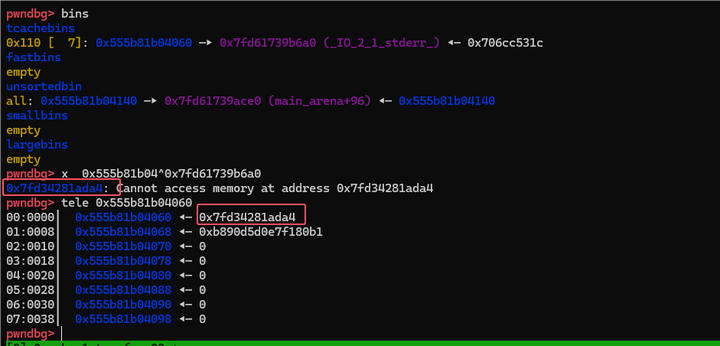 pwndbg> bins
tcachebins
0x110 [  7]: 0x555b81b04060 —▸ 0x7fd61739b6a0 (_IO_2_1_stderr_) ◂— 0x706cc531c
fastbins
empty
unsortedbin
all: 0x555b81b04140 —▸ 0x7fd61739ace0 (main_arena+96) ◂— 0x555b81b04140
smallbins
empty
largebins
empty
pwndbg> x  0x555b81b04^0x7fd61739b6a0
0x7fd34281ada4: Cannot access memory at address 0x7fd34281ada4
pwndbg> tele 0x555b81b04060
00:0000│  0x555b81b04060 ◂— 0x7fd34281ada4
01:0008│  0x555b81b04068 ◂— 0xb890d5d0e7f180b1
02:0010│  0x555b81b04070 ◂— 0
03:0018│  0x555b81b04078 ◂— 0
04:0020│  0x555b81b04080 ◂— 0
05:0028│  0x555b81b04088 ◂— 0
06:0030│  0x555b81b04090 ◂— 0
07:0038│  0x555b81b04098 ◂— 0
pwndbg>